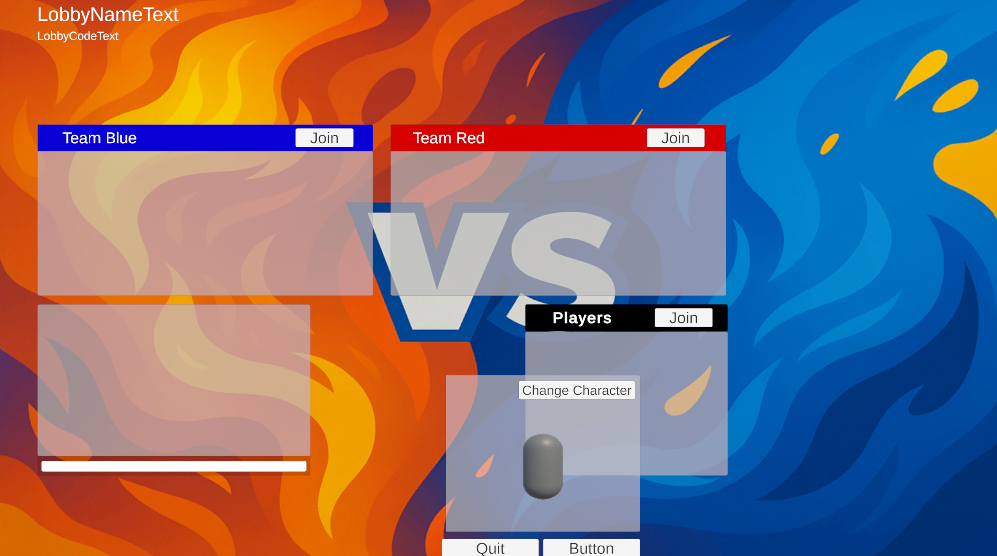 LobbyNameText
LobbyCodeText
Team Blue Join
Team Red Join
VS
Players Join
Change Character
Quit Button